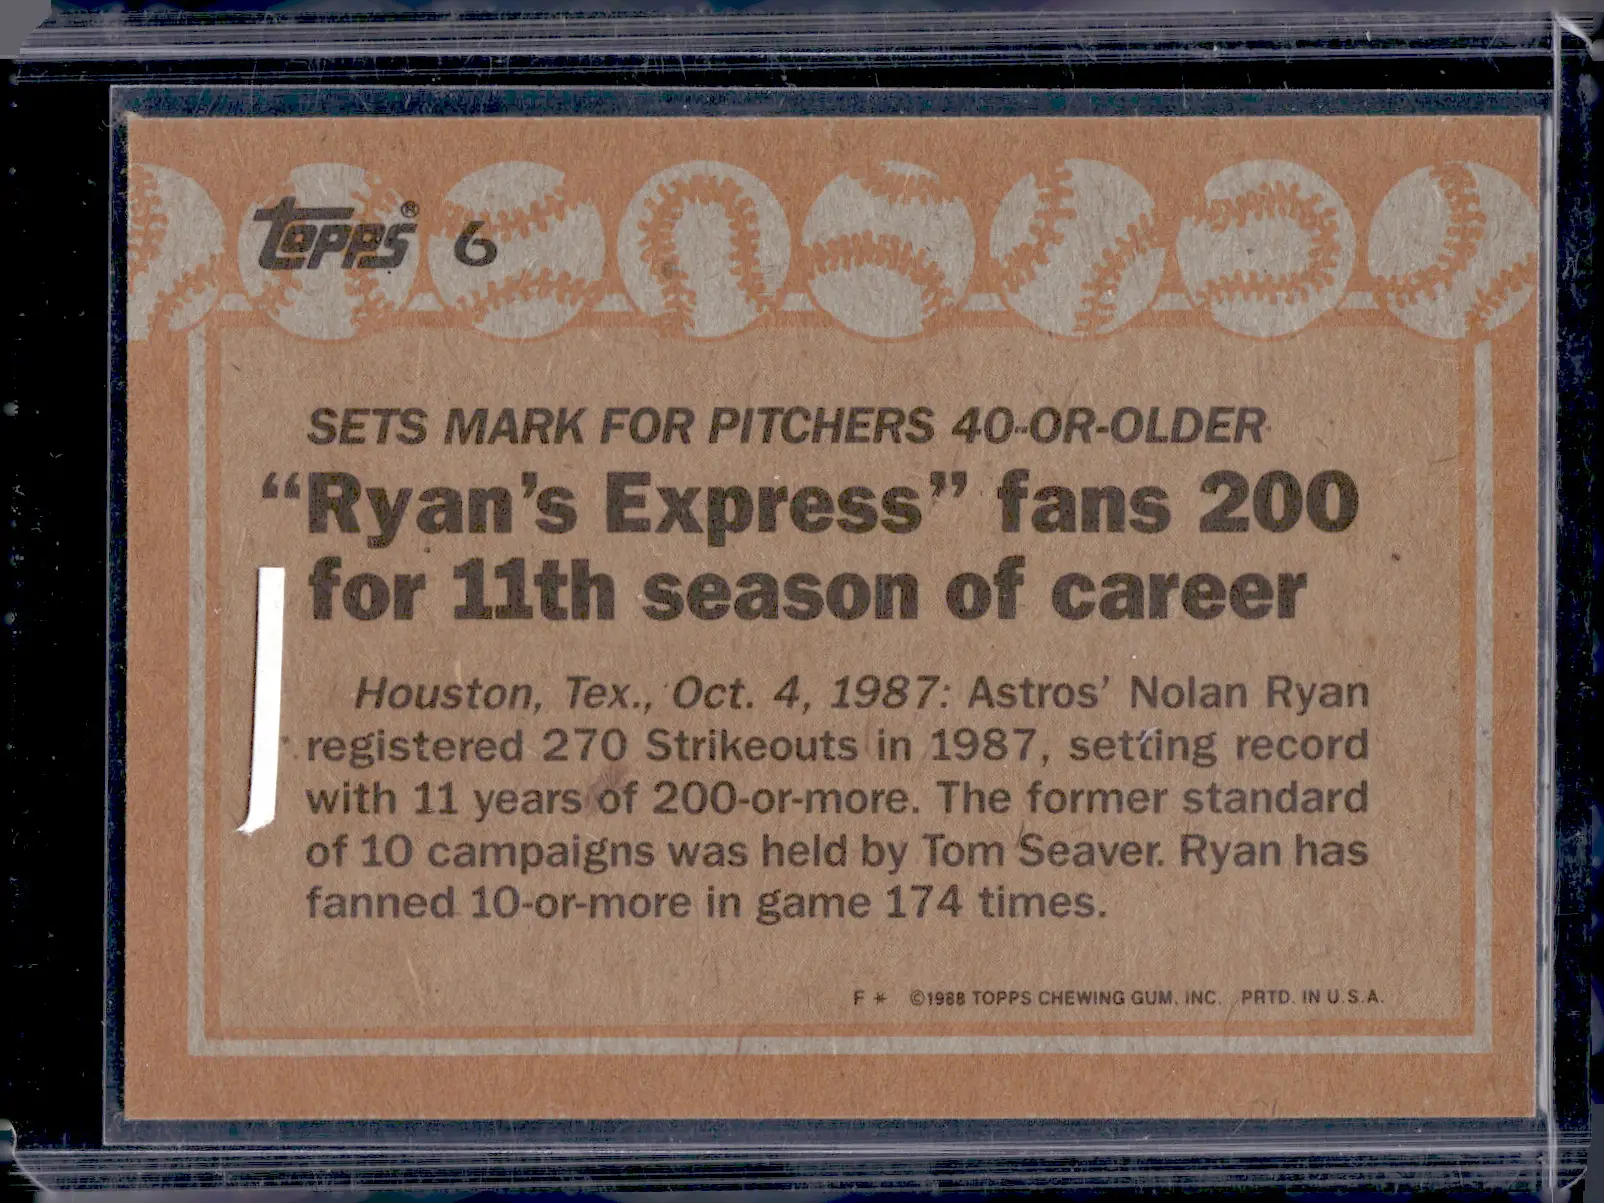 topps® 6
SETS MARK FOR PITCHERS 40-OR-OLDER
“Ryan’s Express” fans 200
for 11th season of career
Houston, Tex., Oct. 4, 1987: Astros’ Nolan Ryan
registered 270 Strikeouts in 1987, setting record
with 11 years of 200-or-more. The former standard
of 10 campaigns was held by Tom Seaver. Ryan has
fanned 10-or-more in game 174 times.
F * ©1988 TOPPS CHEWING GUM, INC. PRTD. IN U.S.A.